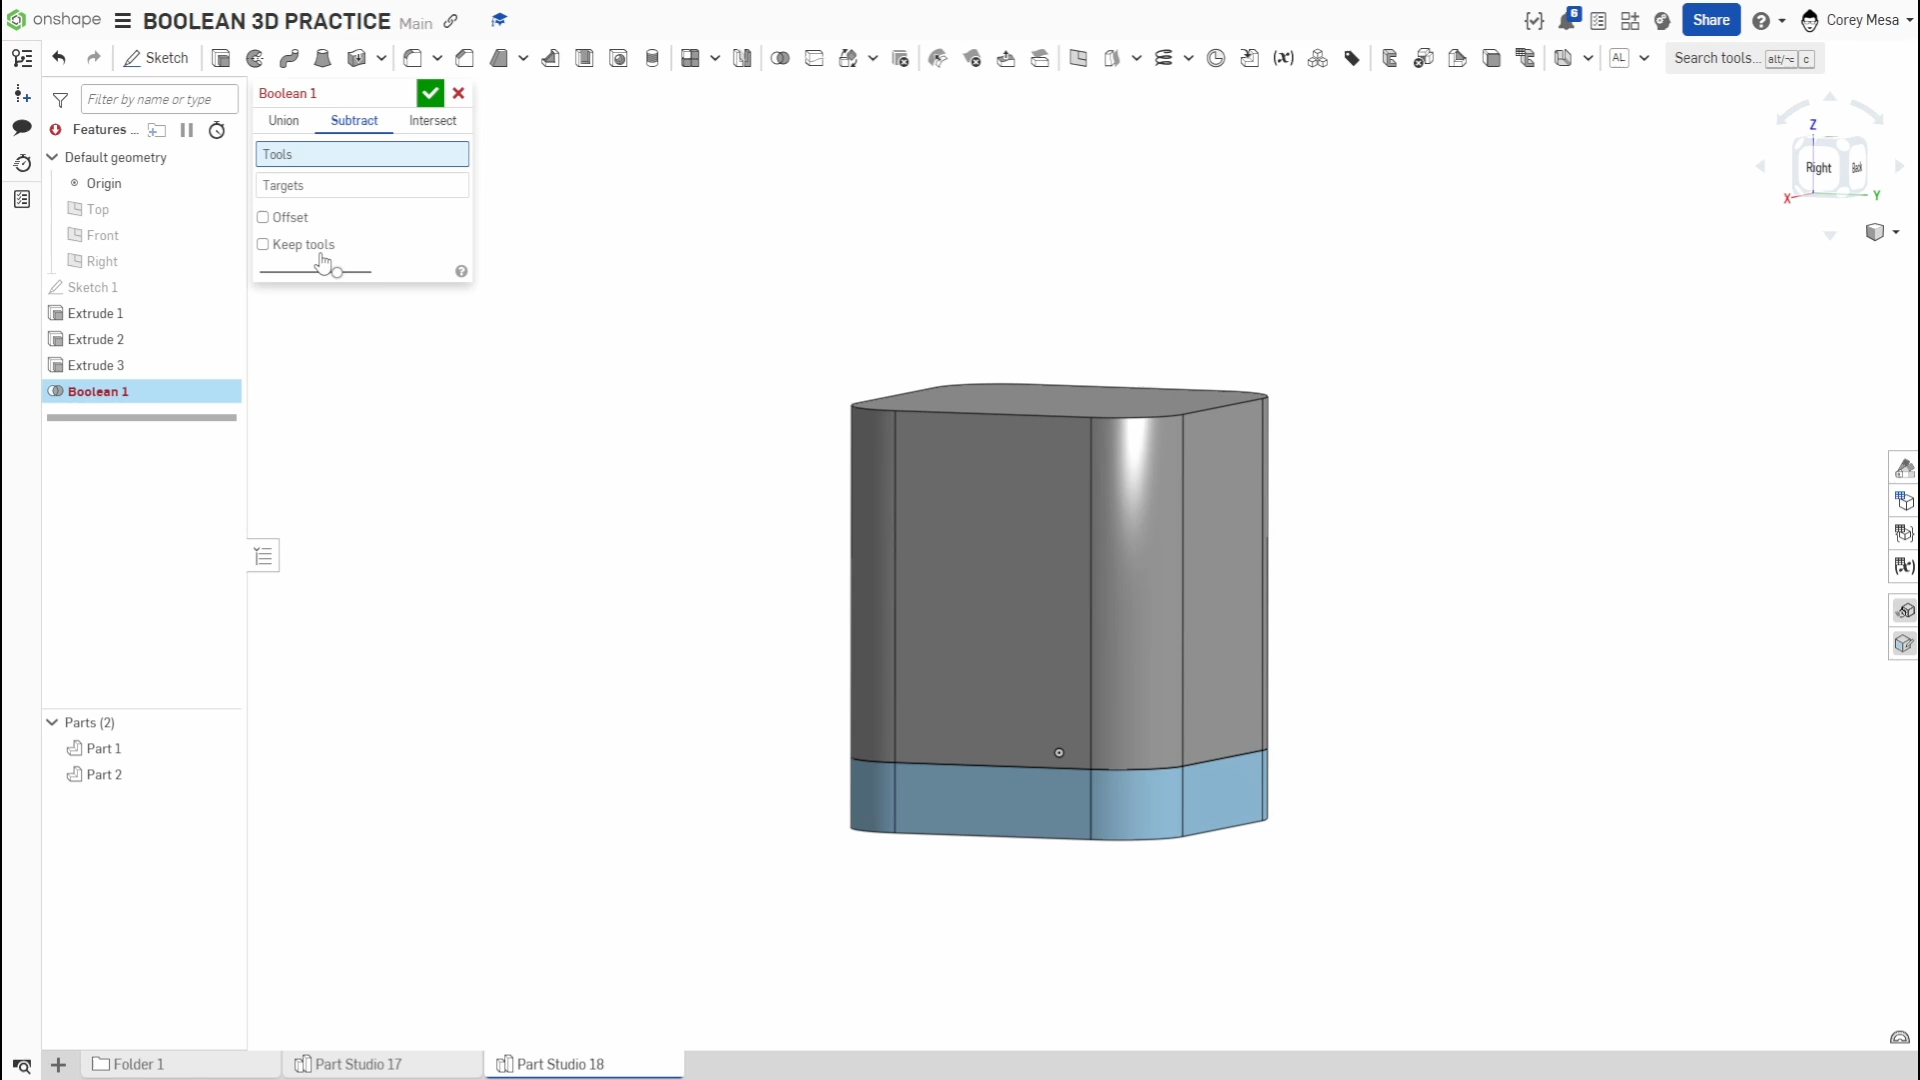 onshape BOOLEAN 3D PRACTICE Main 6 Share Corey Mesa
Sketch AL Search tools... alt/⌥ c
Filter by name or type
Features ...
Default geometry
Origin
Top
Front
Right
Sketch 1
Extrude 1
Extrude 2
Extrude 3
Boolean 1
Parts (2)
Part 1
Part 2
Boolean 1
Union Subtract Intersect
Tools
Targets
Offset
Keep tools
Z
Right Back
X Y
(x)
Folder 1 Part Studio 17 Part Studio 18